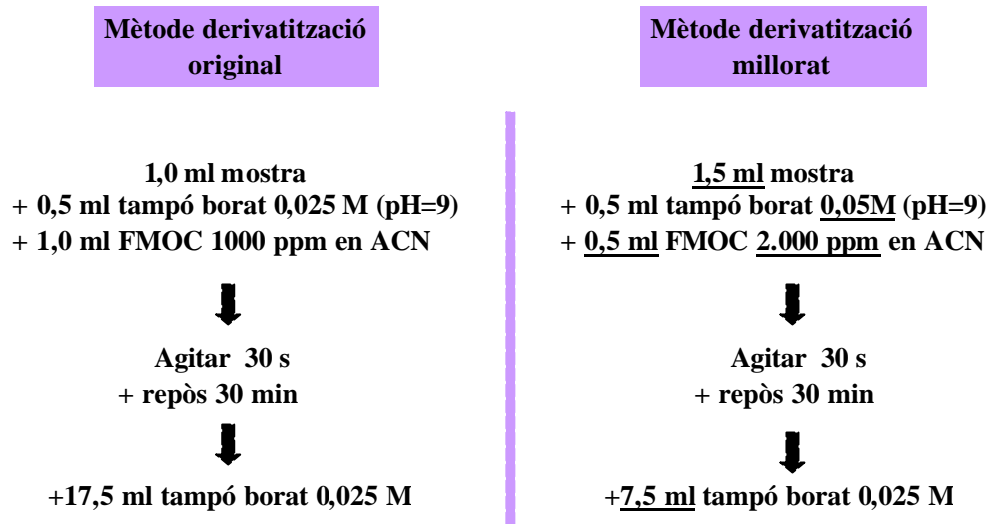 Mètode derivatització
original
1,0 ml mostra
+ 0,5 ml tampó borat 0,025 M (pH=9)
+ 1,0 ml FMOC 1000 ppm en ACN
Agitar 30 s
+ repòs 30 min
+17,5 ml tampó borat 0,025 M
Mètode derivatització
millorat
1,5 ml mostra
+ 0,5 ml tampó borat 0,05M (pH=9)
+ 0,5 ml FMOC 2.000 ppm en ACN
Agitar 30 s
+ repòs 30 min
+7,5 ml tampó borat 0,025 M